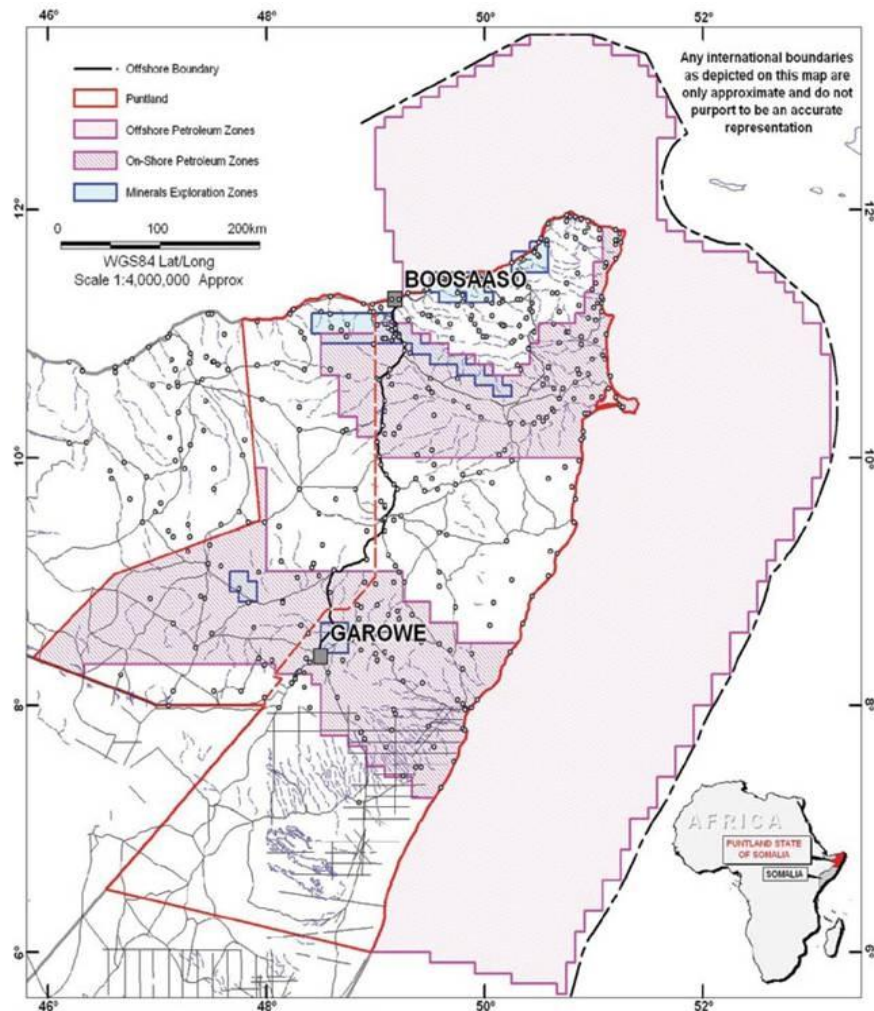 46°
48°
50°
52°
Offshore Boundary
Puntland
Offshore Petroleum Zones
On-Shore Petroleum Zones
Minerals Exploration Zones
Any international boundaries
as depicted on this map are
only approximate and do not
purport to be an accurate
representation
12°
12°
0 100 200km
WGS84 Lat/Long
Scale 1:4,000,000 Approx
BOOSAASO
10°
10°
GAROWE
8°
8°
AFRICA
PUNTLAND STATE
OF SOMALIA
SOMALIA
6°
6°
46°
48°
50°
52°